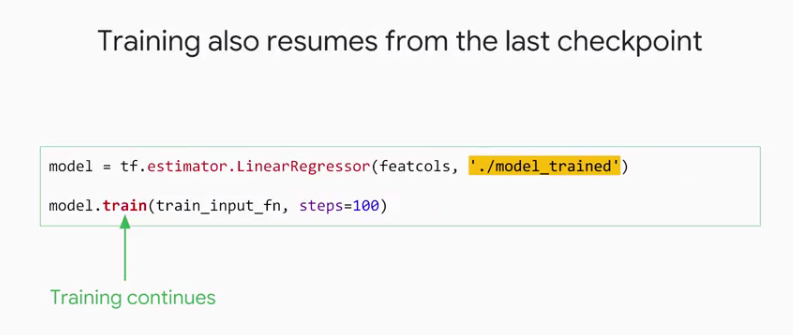 Training also resumes from the last checkpoint
model = tf.estimator.LinearRegressor(featcols, './model_trained')
model.train(train_input_fn, steps=100)
Training continues